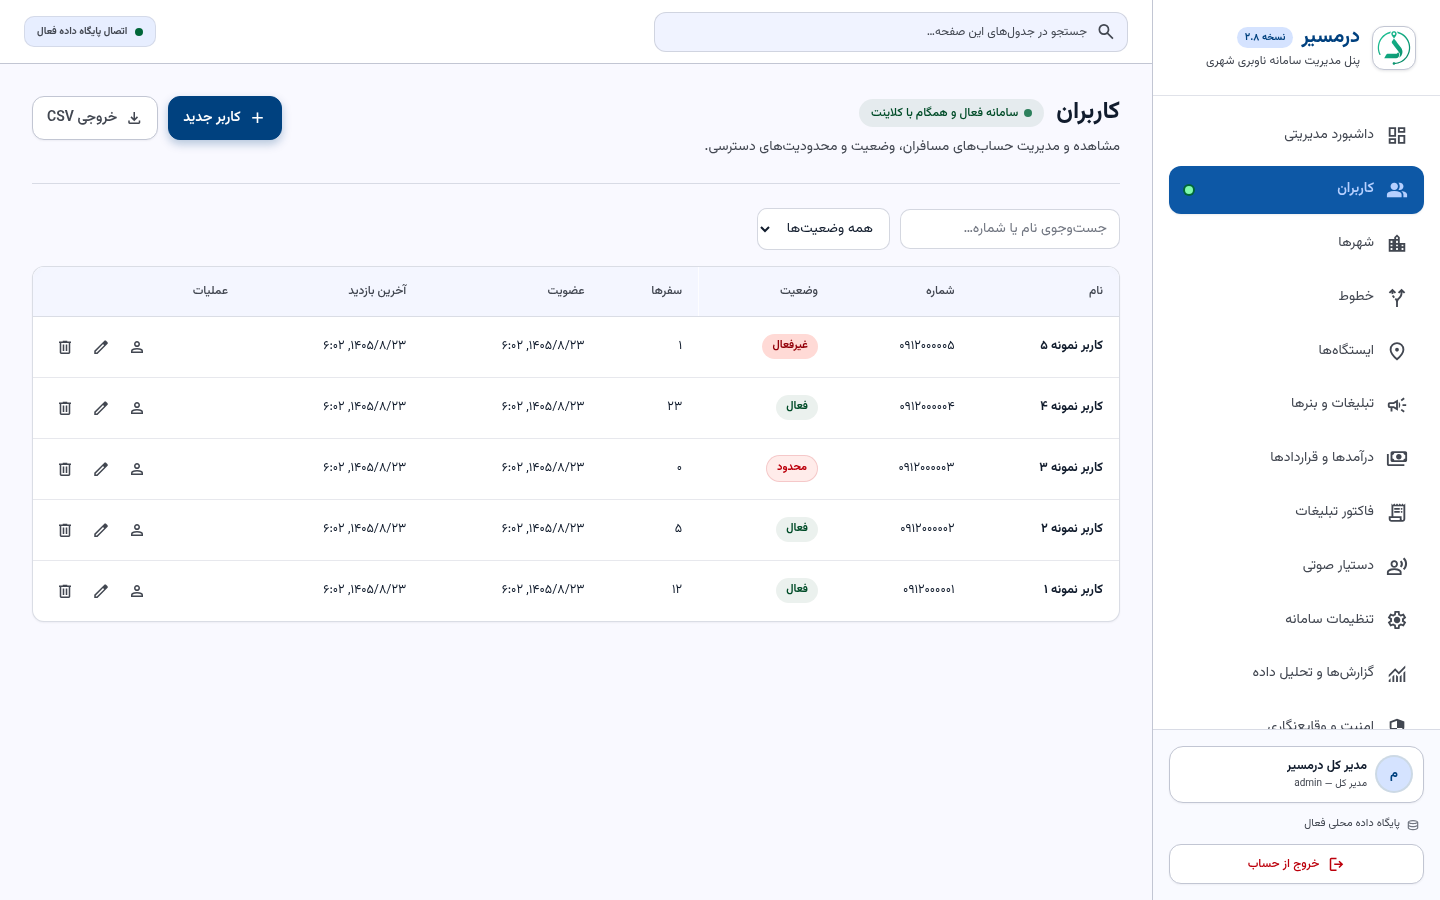 درمسیر نسخه ۲.۸
پنل مدیریت سامانه ناوبری شهری
داشبورد مدیریتی
کاربران
شهرها
خطوط
ایستگاه‌ها
تبلیغات و بنرها
درآمدها و قراردادها
فاکتور تبلیغات
دستیار صوتی
تنظیمات سامانه
گزارش‌ها و تحلیل داده
امنیت و وقایع‌نگاری
م
مدیر کل درمسیر
مدیر کل — admin
پایگاه داده محلی فعال
خروج از حساب
جستجو در جدول‌های این صفحه...
اتصال پایگاه داده فعال
کاربران سامانه فعال و همگام با کلاینت
مشاهده و مدیریت حساب‌های مسافران، وضعیت و محدودیت‌های دسترسی.
کاربر جدید
خروجی CSV
جست‌وجوی نام یا شماره...
همه وضعیت‌ها
نام شماره وضعیت سفرها عضویت آخرین بازدید عملیات
کاربر نمونه ۵ ۰۹۱۲۰۰۰۰۰۵ غیرفعال ۱ ۱۴۰۵/۸/۲۳, ۶:۰۲ ۱۴۰۵/۸/۲۳, ۶:۰۲
کاربر نمونه ۴ ۰۹۱۲۰۰۰۰۰۴ فعال ۲۳ ۱۴۰۵/۸/۲۳, ۶:۰۲ ۱۴۰۵/۸/۲۳, ۶:۰۲
کاربر نمونه ۳ ۰۹۱۲۰۰۰۰۰۳ محدود ۰ ۱۴۰۵/۸/۲۳, ۶:۰۲ ۱۴۰۵/۸/۲۳, ۶:۰۲
کاربر نمونه ۲ ۰۹۱۲۰۰۰۰۰۲ فعال ۵ ۱۴۰۵/۸/۲۳, ۶:۰۲ ۱۴۰۵/۸/۲۳, ۶:۰۲
کاربر نمونه ۱ ۰۹۱۲۰۰۰۰۰۱ فعال ۱۲ ۱۴۰۵/۸/۲۳, ۶:۰۲ ۱۴۰۵/۸/۲۳, ۶:۰۲